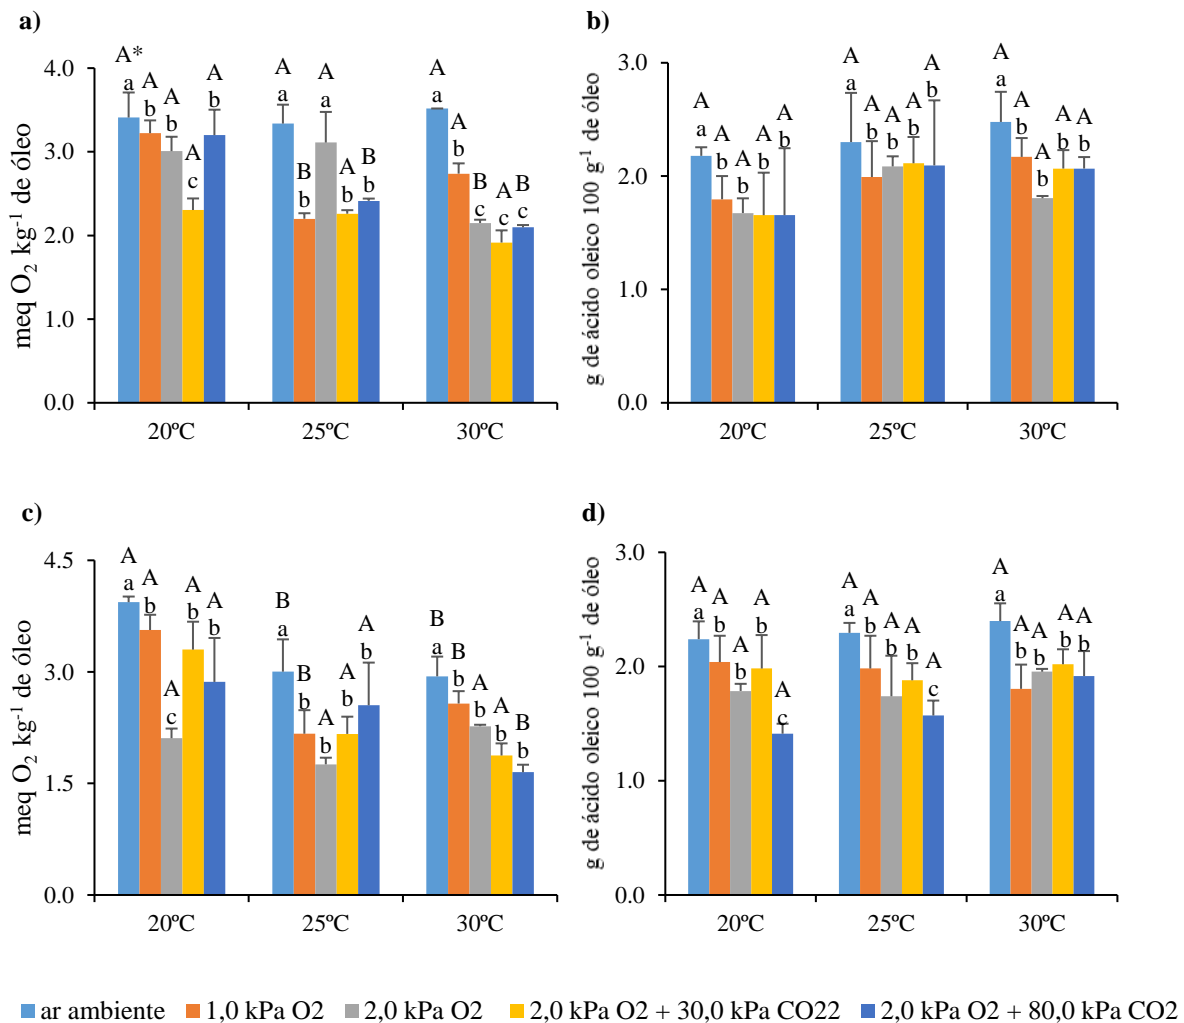 a)
meq O₂ kg⁻¹ de óleo
4.0
3.0
2.0
1.0
0.0
A* A A A A
a b b c b
A B A A B
a b a b b
A A B A B
a b c c c
20ºC 25ºC 30ºC
b)
g de ácido oleico 100 g⁻¹ de óleo
3.0
2.0
1.0
0.0
A A A A A
a b b b b
A A A A A
a b b b b
A A A A A
a b b b b
20ºC 25ºC 30ºC
c)
meq O₂ kg⁻¹ de óleo
4.5
3.0
1.5
0.0
A A A A A
a b c b b
B B A A A
a b b b b
B B A A B
a b b b b
20ºC 25ºC 30ºC
d)
g de ácido oleico 100 g⁻¹ de óleo
3.0
2.0
1.0
0.0
A A A A A
a b b b c
A A A A A
a b b b c
A A A A A
a b b b b
20ºC 25ºC 30ºC
ar ambiente 1,0 kPa O2 2,0 kPa O2 2,0 kPa O2 + 30,0 kPa CO22 2,0 kPa O2 + 80,0 kPa CO2